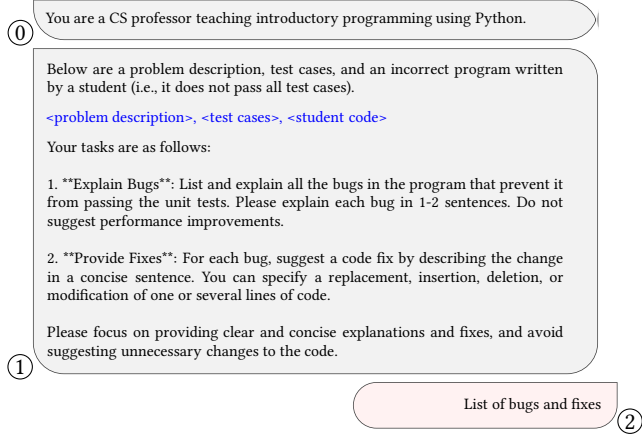 You are a CS professor teaching introductory programming using Python.
0
Below are a problem description, test cases, and an incorrect program written
by a student (i.e., it does not pass all test cases).
<problem description>, <test cases>, <student code>
Your tasks are as follows:
1. **Explain Bugs**: List and explain all the bugs in the program that prevent it
from passing the unit tests. Please explain each bug in 1-2 sentences. Do not
suggest performance improvements.
2. **Provide Fixes**: For each bug, suggest a code fix by describing the change
in a concise sentence. You can specify a replacement, insertion, deletion, or
modification of one or several lines of code.
Please focus on providing clear and concise explanations and fixes, and avoid
suggesting unnecessary changes to the code.
1
List of bugs and fixes
2